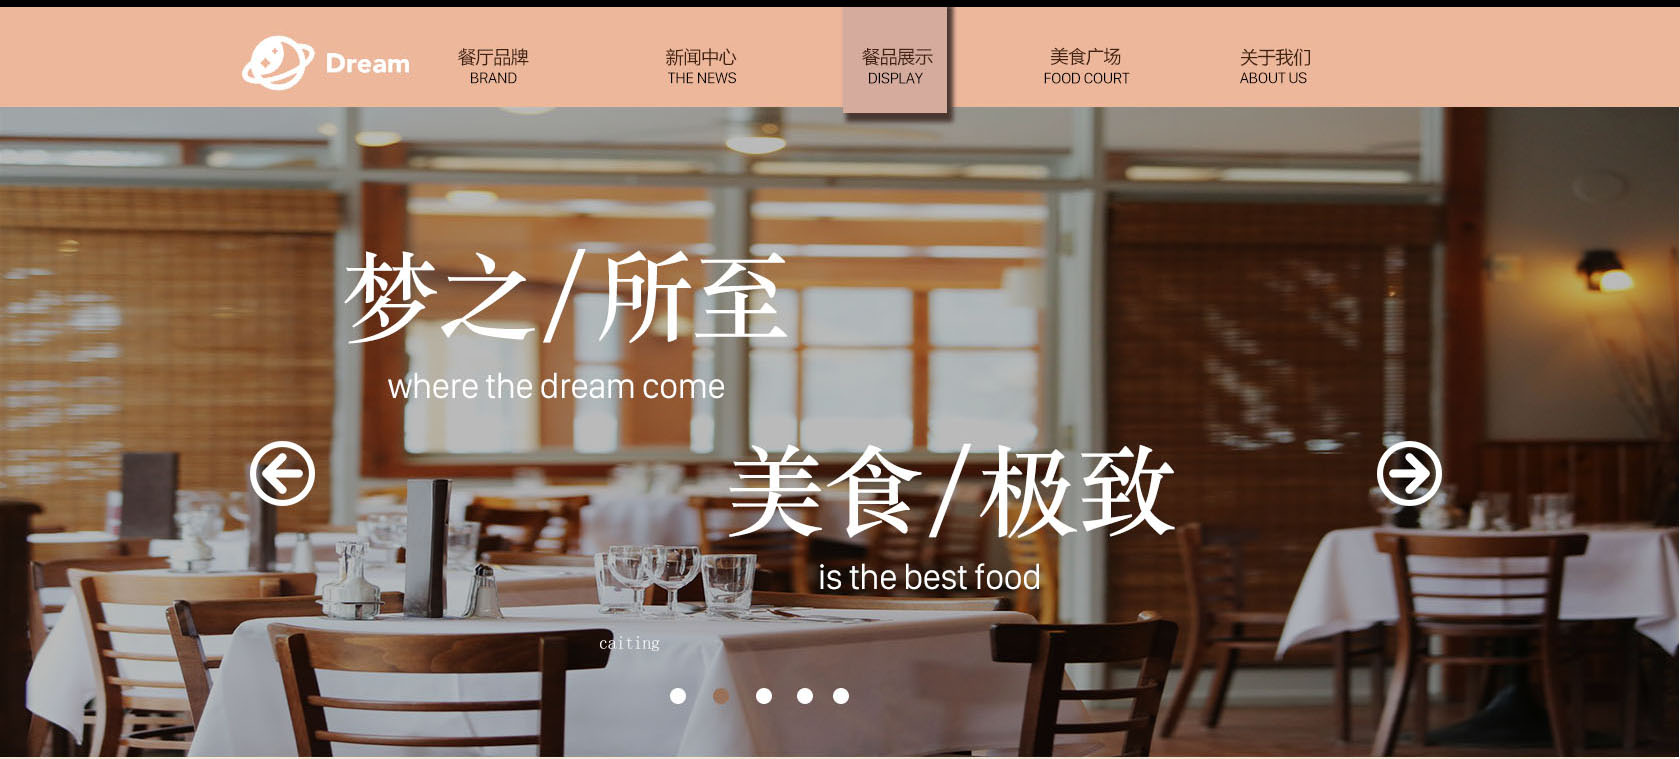 Dream
餐厅品牌
BRAND
新闻中心
THE NEWS
餐品展示
DISPLAY
美食广场
FOOD COURT
关于我们
ABOUT US
梦之/所至
where the dream come
美食/极致
is the best food
caiting